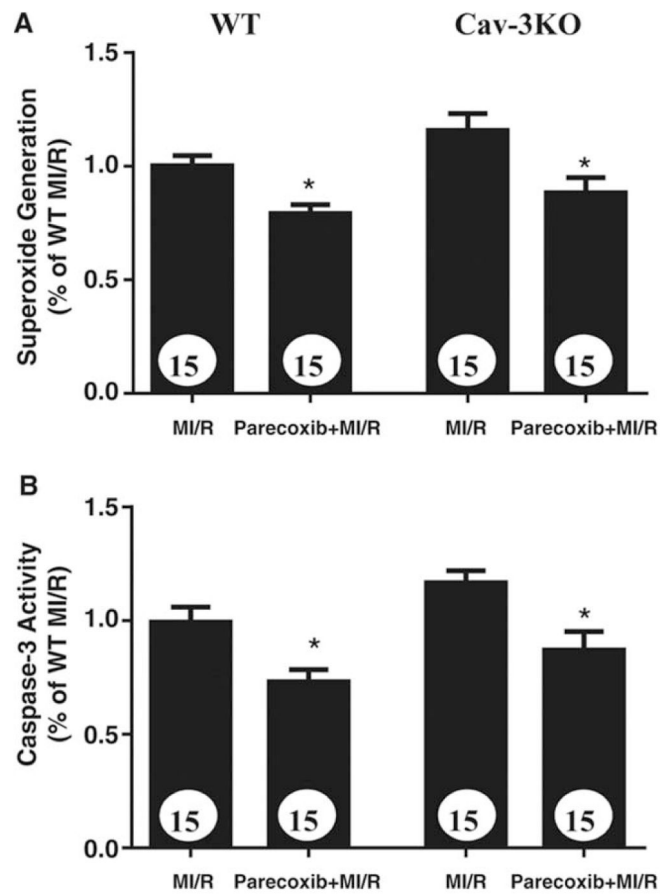 A
WT
Cav-3KO
Superoxide Generation
(% of WT MI/R)
1.5
1.0
0.5
0.0
*
*
15
15
15
15
MI/R
Parecoxib+MI/R
MI/R
Parecoxib+MI/R
B
Caspase-3 Activity
(% of WT MI/R)
1.5
1.0
0.5
0.0
*
*
15
15
15
15
MI/R
Parecoxib+MI/R
MI/R
Parecoxib+MI/R